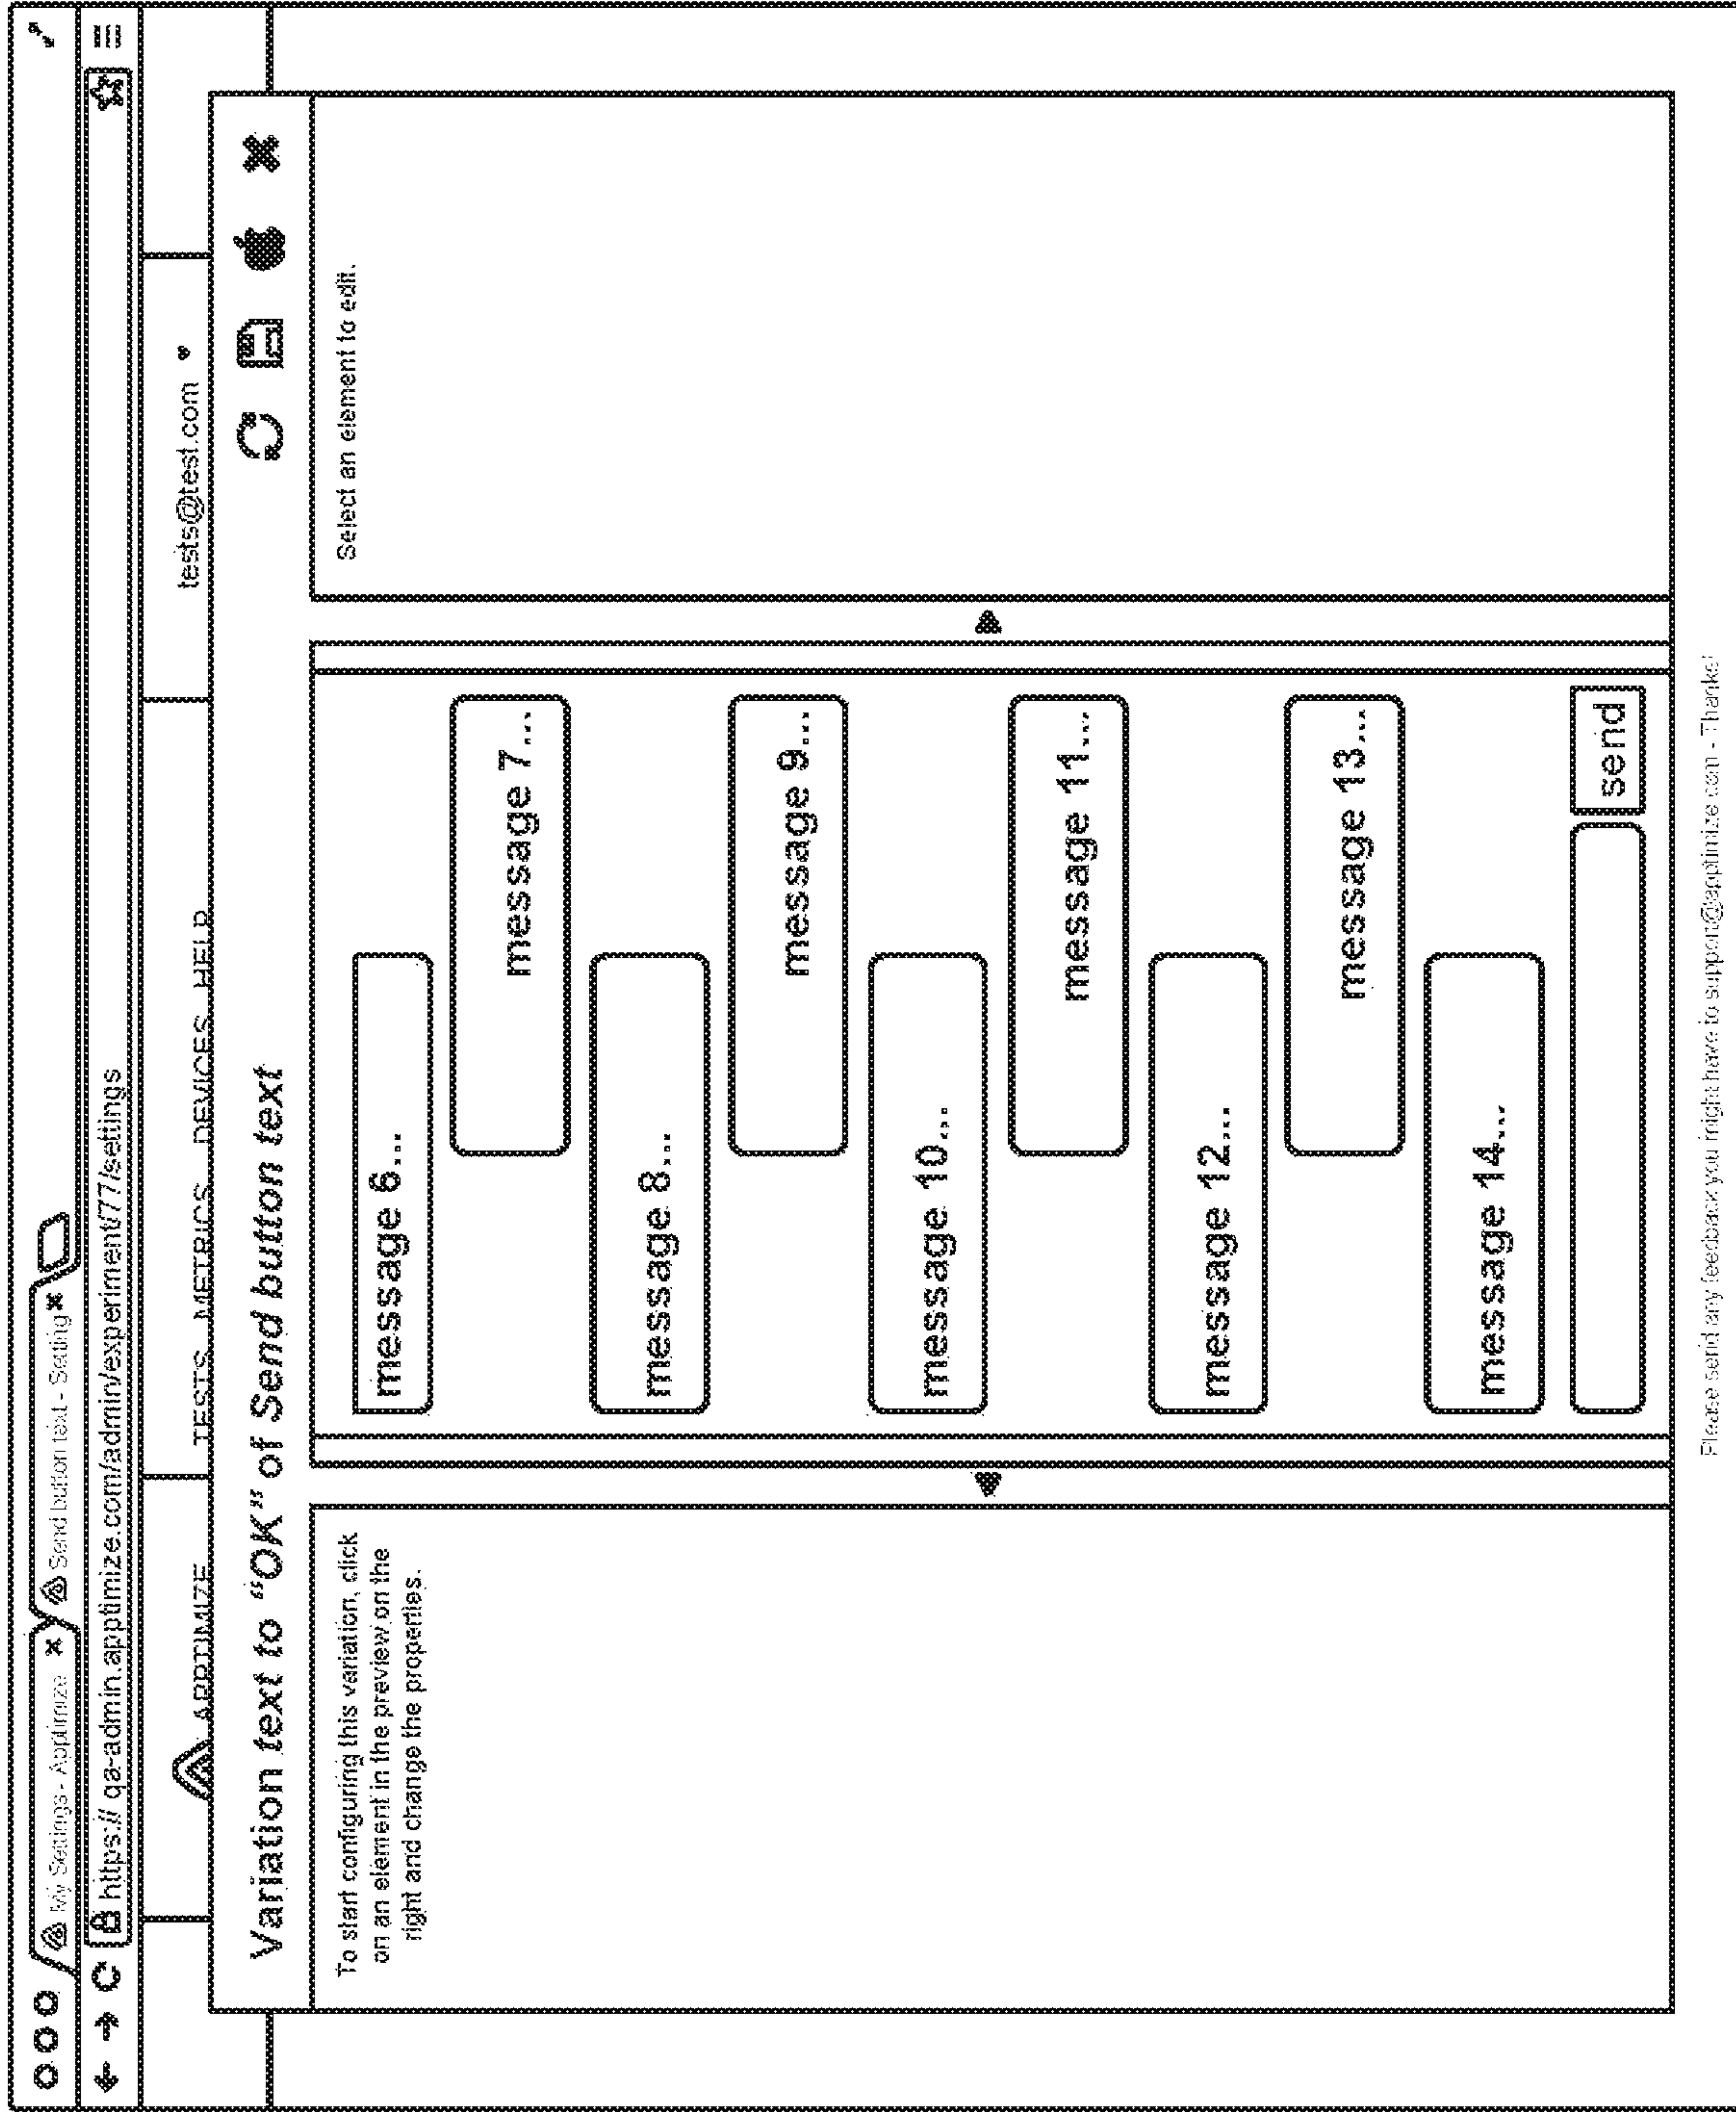 My Settings - Apptimize
Send button text - Setting
https:// qa-admin.apptimize.com/admin/experiment/77/settings
APPTIMIZE TESTS METRICS DEVICES HELP tests@test.com
Variation text to “OK” of Send button text
To start configuring this variation, click
on an element in the preview on the
right and change the properties.
message 6...
message 7...
message 8...
message 9...
message 10...
message 11...
message 12...
message 13...
message 14...
send
Select an element to edit.
Please send any feedback you might have to support@apptimize.com - Thanks!